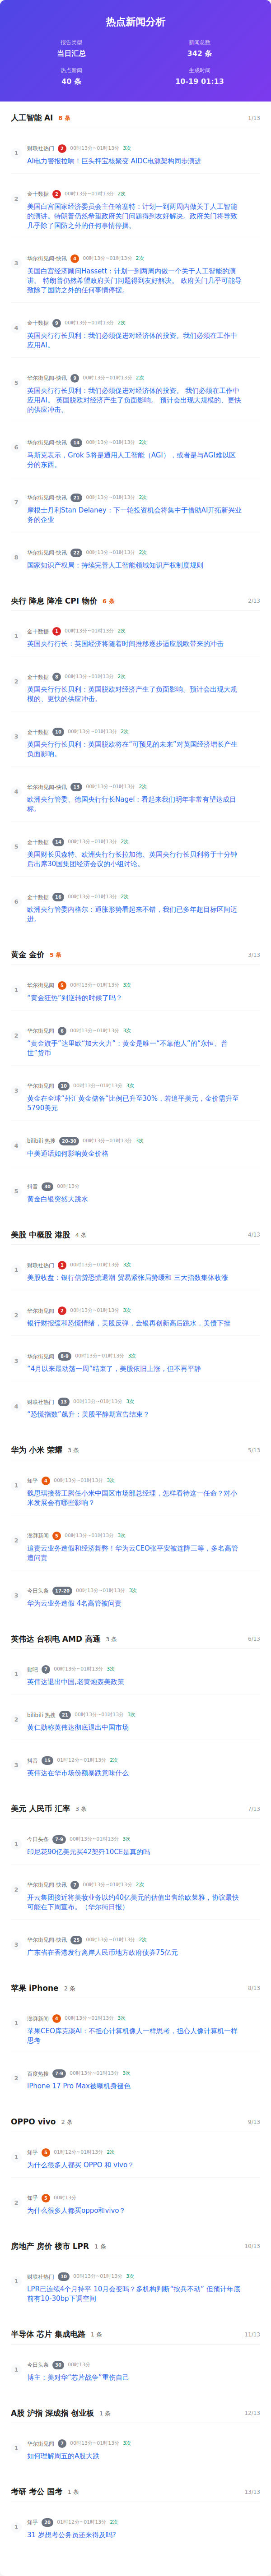 热点新闻分析
报告类型
新闻总数
当日汇总
342 条
热点新闻
生成时间
40 条
10-19 01:13
人工智能 AI 8 条 1/13
1 财联社热门 2 00时13分~01时13分 3次
AI电力警报拉响！巨头押宝核聚变 AIDC电源架构同步演进
2 金十数据 2 00时13分~01时13分 2次
美国白宫国家经济委员会主任哈塞特：计划一到两周内做关于人工智能
的演讲。特朗普仍然希望政府关门问题得到友好解决。政府关门将导致
几乎除了国防之外的任何事情停摆。
3 华尔街见闻-快讯 4 00时13分~01时13分 2次
美国白宫经济顾问Hassett：计划一到两周内做一个关于人工智能的演
讲。 特朗普仍然希望政府关门问题得到友好解决。 政府关门几乎可能导
致除了国防之外的任何事情停摆。
4 金十数据 8 00时13分~01时13分 2次
英国央行行长贝利：我们必须促进对经济体的投资。我们必须在工作中
应用AI。
5 华尔街见闻-快讯 9 00时13分~01时13分 2次
英国央行行长贝利：我们必须促进对经济体的投资。 我们必须在工作中
应用AI。 英国脱欧对经济产生了负面影响。 预计会出现大规模的、更快
的供应冲击。
6 华尔街见闻-快讯 14 00时13分~01时13分 2次
马斯克表示，Grok 5将是通用人工智能（AGI），或者是与AGI难以区
分的东西。
7 华尔街见闻-快讯 21 00时13分~01时13分 2次
摩根士丹利Stan Delaney：下一轮投资机会将集中于借助AI开拓新兴业
务的企业
8 华尔街见闻-快讯 22 00时13分~01时13分 2次
国家知识产权局：持续完善人工智能领域知识产权制度规则
央行 降息 降准 CPI 物价 6 条 2/13
1 金十数据 1 00时13分~01时13分 2次
英国央行行长：英国经济将随着时间推移逐步适应脱欧带来的冲击
2 金十数据 8 00时13分~01时13分 2次
英国央行行长贝利：英国脱欧对经济产生了负面影响。预计会出现大规
模的、更快的供应冲击。
3 金十数据 10 00时13分~01时13分 2次
英国央行行长贝利：英国脱欧将在“可预见的未来”对英国经济增长产生
负面影响。
4 华尔街见闻-快讯 13 00时13分~01时13分 2次
欧洲央行管委、德国央行行长Nagel：看起来我们明年非常有望达成目
标。
5 金十数据 14 00时13分~01时13分 2次
美国财长贝森特、欧洲央行行长拉加德、英国央行行长贝利将于十分钟
后出席30国集团经济会议的小组讨论。
6 金十数据 16 00时13分~01时13分 2次
欧洲央行管委内格尔：通胀形势看起来不错，我们已多年超目标区间迈
进。
黄金 金价 5 条 3/13
1 华尔街见闻 5 00时13分~01时13分 3次
“黄金狂热”到逆转的时候了吗？
2 华尔街见闻 6 00时13分~01时13分 3次
“黄金旗手”达里欧“加大火力”：黄金是唯一“不靠他人”的“永恒、普
世”货币
3 华尔街见闻 10 00时13分~01时13分 3次
黄金在全球“外汇黄金储备”比例已升至30%，若追平美元，金价需升至
5790美元
4 bilibili 热搜 20-30 00时13分~01时13分 3次
中美通话如何影响黄金价格
5 抖音 30 00时13分
黄金白银突然大跳水
美股 中概股 港股 4 条 4/13
1 财联社热门 1 00时13分~01时13分 3次
美股收盘：银行信贷恐慌退潮 贸易紧张局势缓和 三大指数集体收涨
2 华尔街见闻 2 00时13分~01时13分 3次
银行财报缓和恐慌情绪，美股反弹，金银再创新高后跳水，美债下挫
3 华尔街见闻 8-9 00时13分~01时13分 3次
“4月以来最动荡一周”结束了，美股依旧上涨，但不再平静
4 财联社热门 13 00时13分~01时13分 3次
“恐慌指数”飙升：美股平静期宣告结束？
华为 小米 荣耀 3 条 5/13
1 知乎 4 00时13分~01时13分 3次
魏思琪接替王腾任小米中国区市场部总经理，怎样看待这一任命？对小
米发展会有哪些影响？
2 澎湃新闻 5 00时13分~01时13分 3次
追责云业务造假和经济舞弊！华为云CEO张平安被连降三等，多名高管
遭问责
3 今日头条 17-20 00时13分~01时13分 3次
华为云业务造假 4名高管被问责
英伟达 台积电 AMD 高通 3 条 6/13
1 贴吧 7 00时13分~01时13分 3次
英伟达退出中国,老黄炮轰美政策
2 bilibili 热搜 21 00时13分~01时13分 3次
黄仁勋称英伟达彻底退出中国市场
3 抖音 15 01时12分~01时13分 2次
英伟达在华市场份额暴跌意味什么
美元 人民币 汇率 3 条 7/13
1 今日头条 7-9 00时13分~01时13分 3次
印尼花90亿美元买42架歼10CE是真的吗
2 华尔街见闻-快讯 7 00时13分~01时13分 2次
开云集团接近将美妆业务以约40亿美元的估值出售给欧莱雅，协议最快
可能在下周宣布。（华尔街日报）
3 华尔街见闻-快讯 25 00时13分~01时13分 2次
广东省在香港发行离岸人民币地方政府债券75亿元
苹果 iPhone 2 条 8/13
1 澎湃新闻 4 00时13分~01时13分 3次
苹果CEO库克谈AI：不担心计算机像人一样思考，担心人像计算机一样
思考
2 百度热搜 7-9 00时13分~01时13分 3次
iPhone 17 Pro Max被曝机身褪色
OPPO vivo 2 条 9/13
1 知乎 5 01时12分~01时13分 2次
为什么很多人都买 OPPO 和 vivo？
2 知乎 5 00时13分
为什么很多人都买oppo和vivo？
房地产 房价 楼市 LPR 1 条 10/13
1 财联社热门 10 00时13分~01时13分 3次
LPR已连续4个月持平 10月会变吗？多机构判断“按兵不动” 但预计年底
前有10-30bp下调空间
半导体 芯片 集成电路 1 条 11/13
1 今日头条 30 00时13分
博主：美对华“芯片战争”重伤自己
A股 沪指 深成指 创业板 1 条 12/13
1 华尔街见闻 7 00时13分~01时13分 3次
如何理解周五的A股大跌
考研 考公 国考 1 条 13/13
1 知乎 20 01时12分~01时13分 2次
31 岁想考公务员还来得及吗?